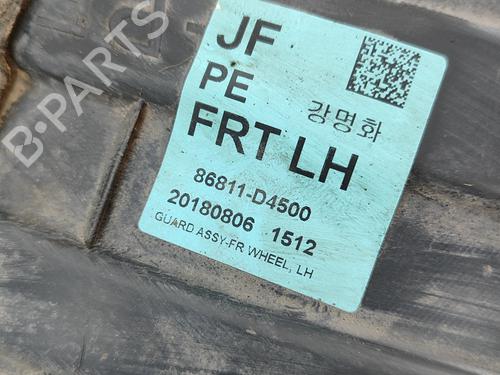 JF
PE
강명화
FRT LH
86811-D4500
20180806 1512
GUARD ASSY-FR WHEEL, LH
B-PARTS